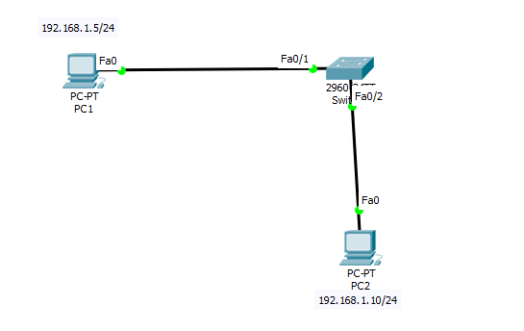 192.168.1.5/24
Fa0
Fa0/1
PC-PT
PC1
2960
Swit
Fa0/2
Fa0
PC-PT
PC2
192.168.1.10/24